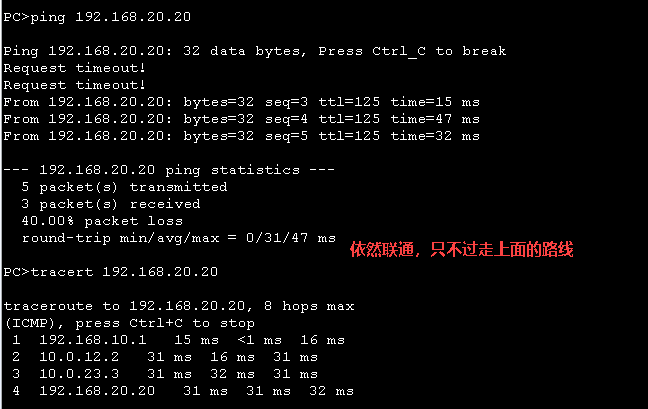 PC>ping 192.168.20.20
Ping 192.168.20.20: 32 data bytes, Press Ctrl_C to break
Request timeout!
Request timeout!
From 192.168.20.20: bytes=32 seq=3 ttl=125 time=15 ms
From 192.168.20.20: bytes=32 seq=4 ttl=125 time=47 ms
From 192.168.20.20: bytes=32 seq=5 ttl=125 time=32 ms
--- 192.168.20.20 ping statistics ---
5 packet(s) transmitted
3 packet(s) received
40.00% packet loss
round-trip min/avg/max = 0/31/47 ms
依然联通，只不过走上面的路线
PC>tracert 192.168.20.20
traceroute to 192.168.20.20, 8 hops max
(ICMP), press Ctrl+C to stop
1  192.168.10.1   15 ms  <1 ms  16 ms
2  10.0.12.2   31 ms  16 ms  31 ms
3  10.0.23.3   31 ms  32 ms  31 ms
4  192.168.20.20   31 ms  31 ms  32 ms